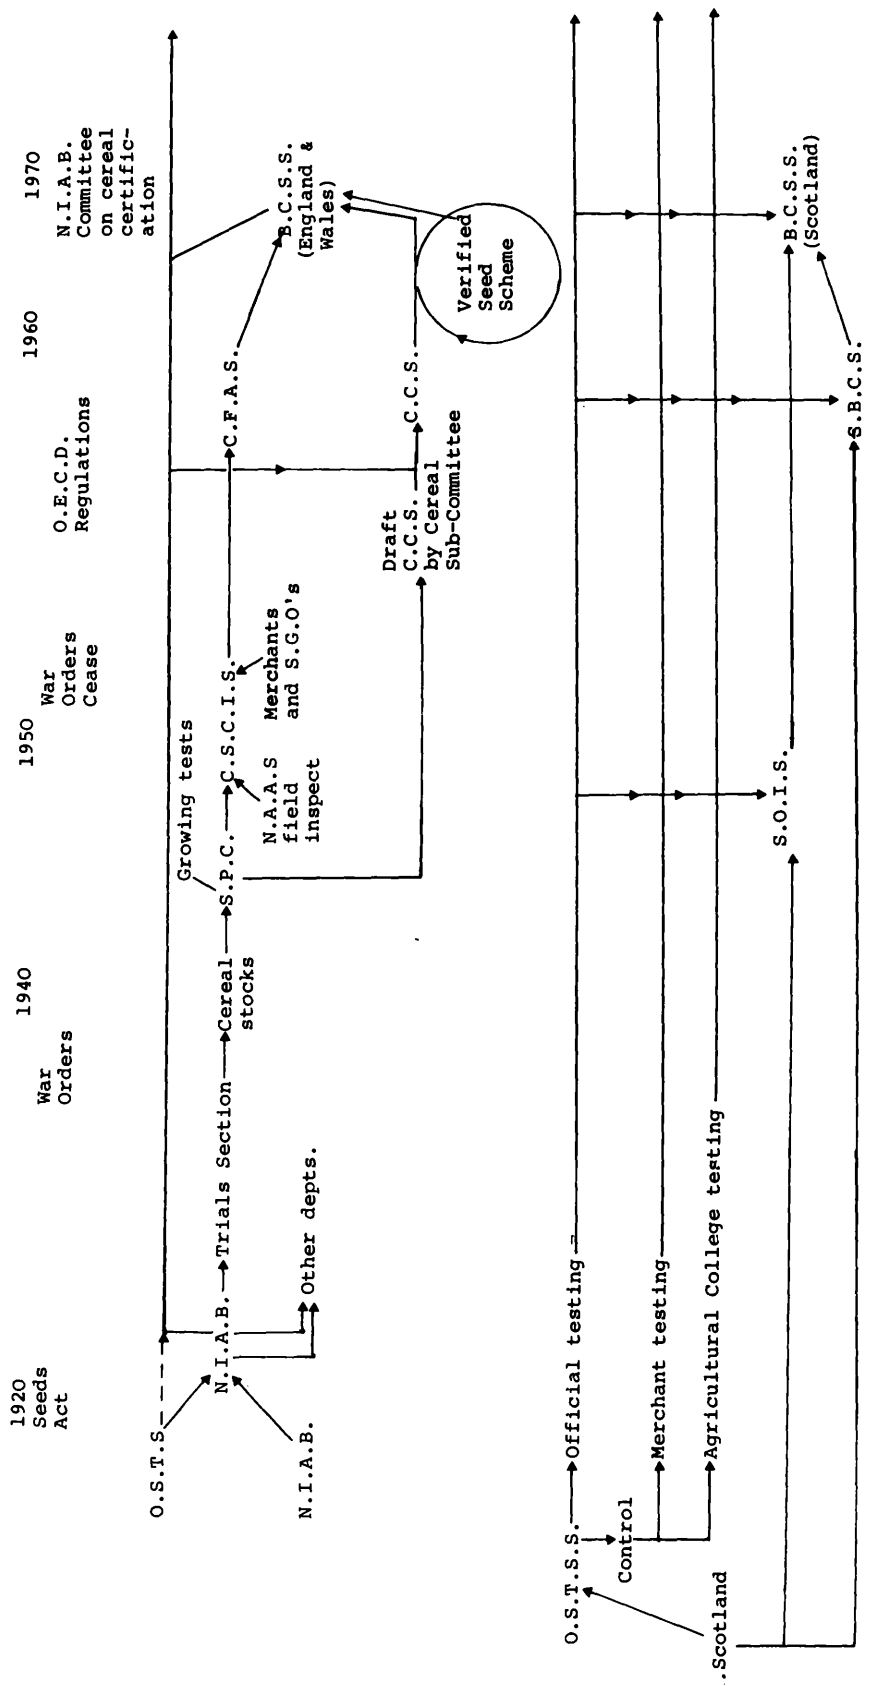 1920
Seeds
Act
War
Orders
1940
1950
War
Orders
Cease
O.E.C.D.
Regulations
1960
1970
N.I.A.B.
Committee
on cereal
certific-
ation
O.S.T.S
N.I.A.B.
N.I.A.B.
Trials Section
Cereal
stocks
Other depts.
Growing tests
S.P.C.
C.S.C.I.S.
N.A.A.S
field
inspect
Merchants
and S.G.O's
C.F.A.S.
B.C.S.S.
(England &
Wales)
Draft
C.C.S.
by Cereal
Sub-Committee
C.C.S.
Verified
Seed
Scheme
O.S.T.S.S.
Official testing
Control
Merchant testing
Agricultural College testing
Scotland
S.O.I.S.
B.C.S.S.
(Scotland)
S.B.C.S.